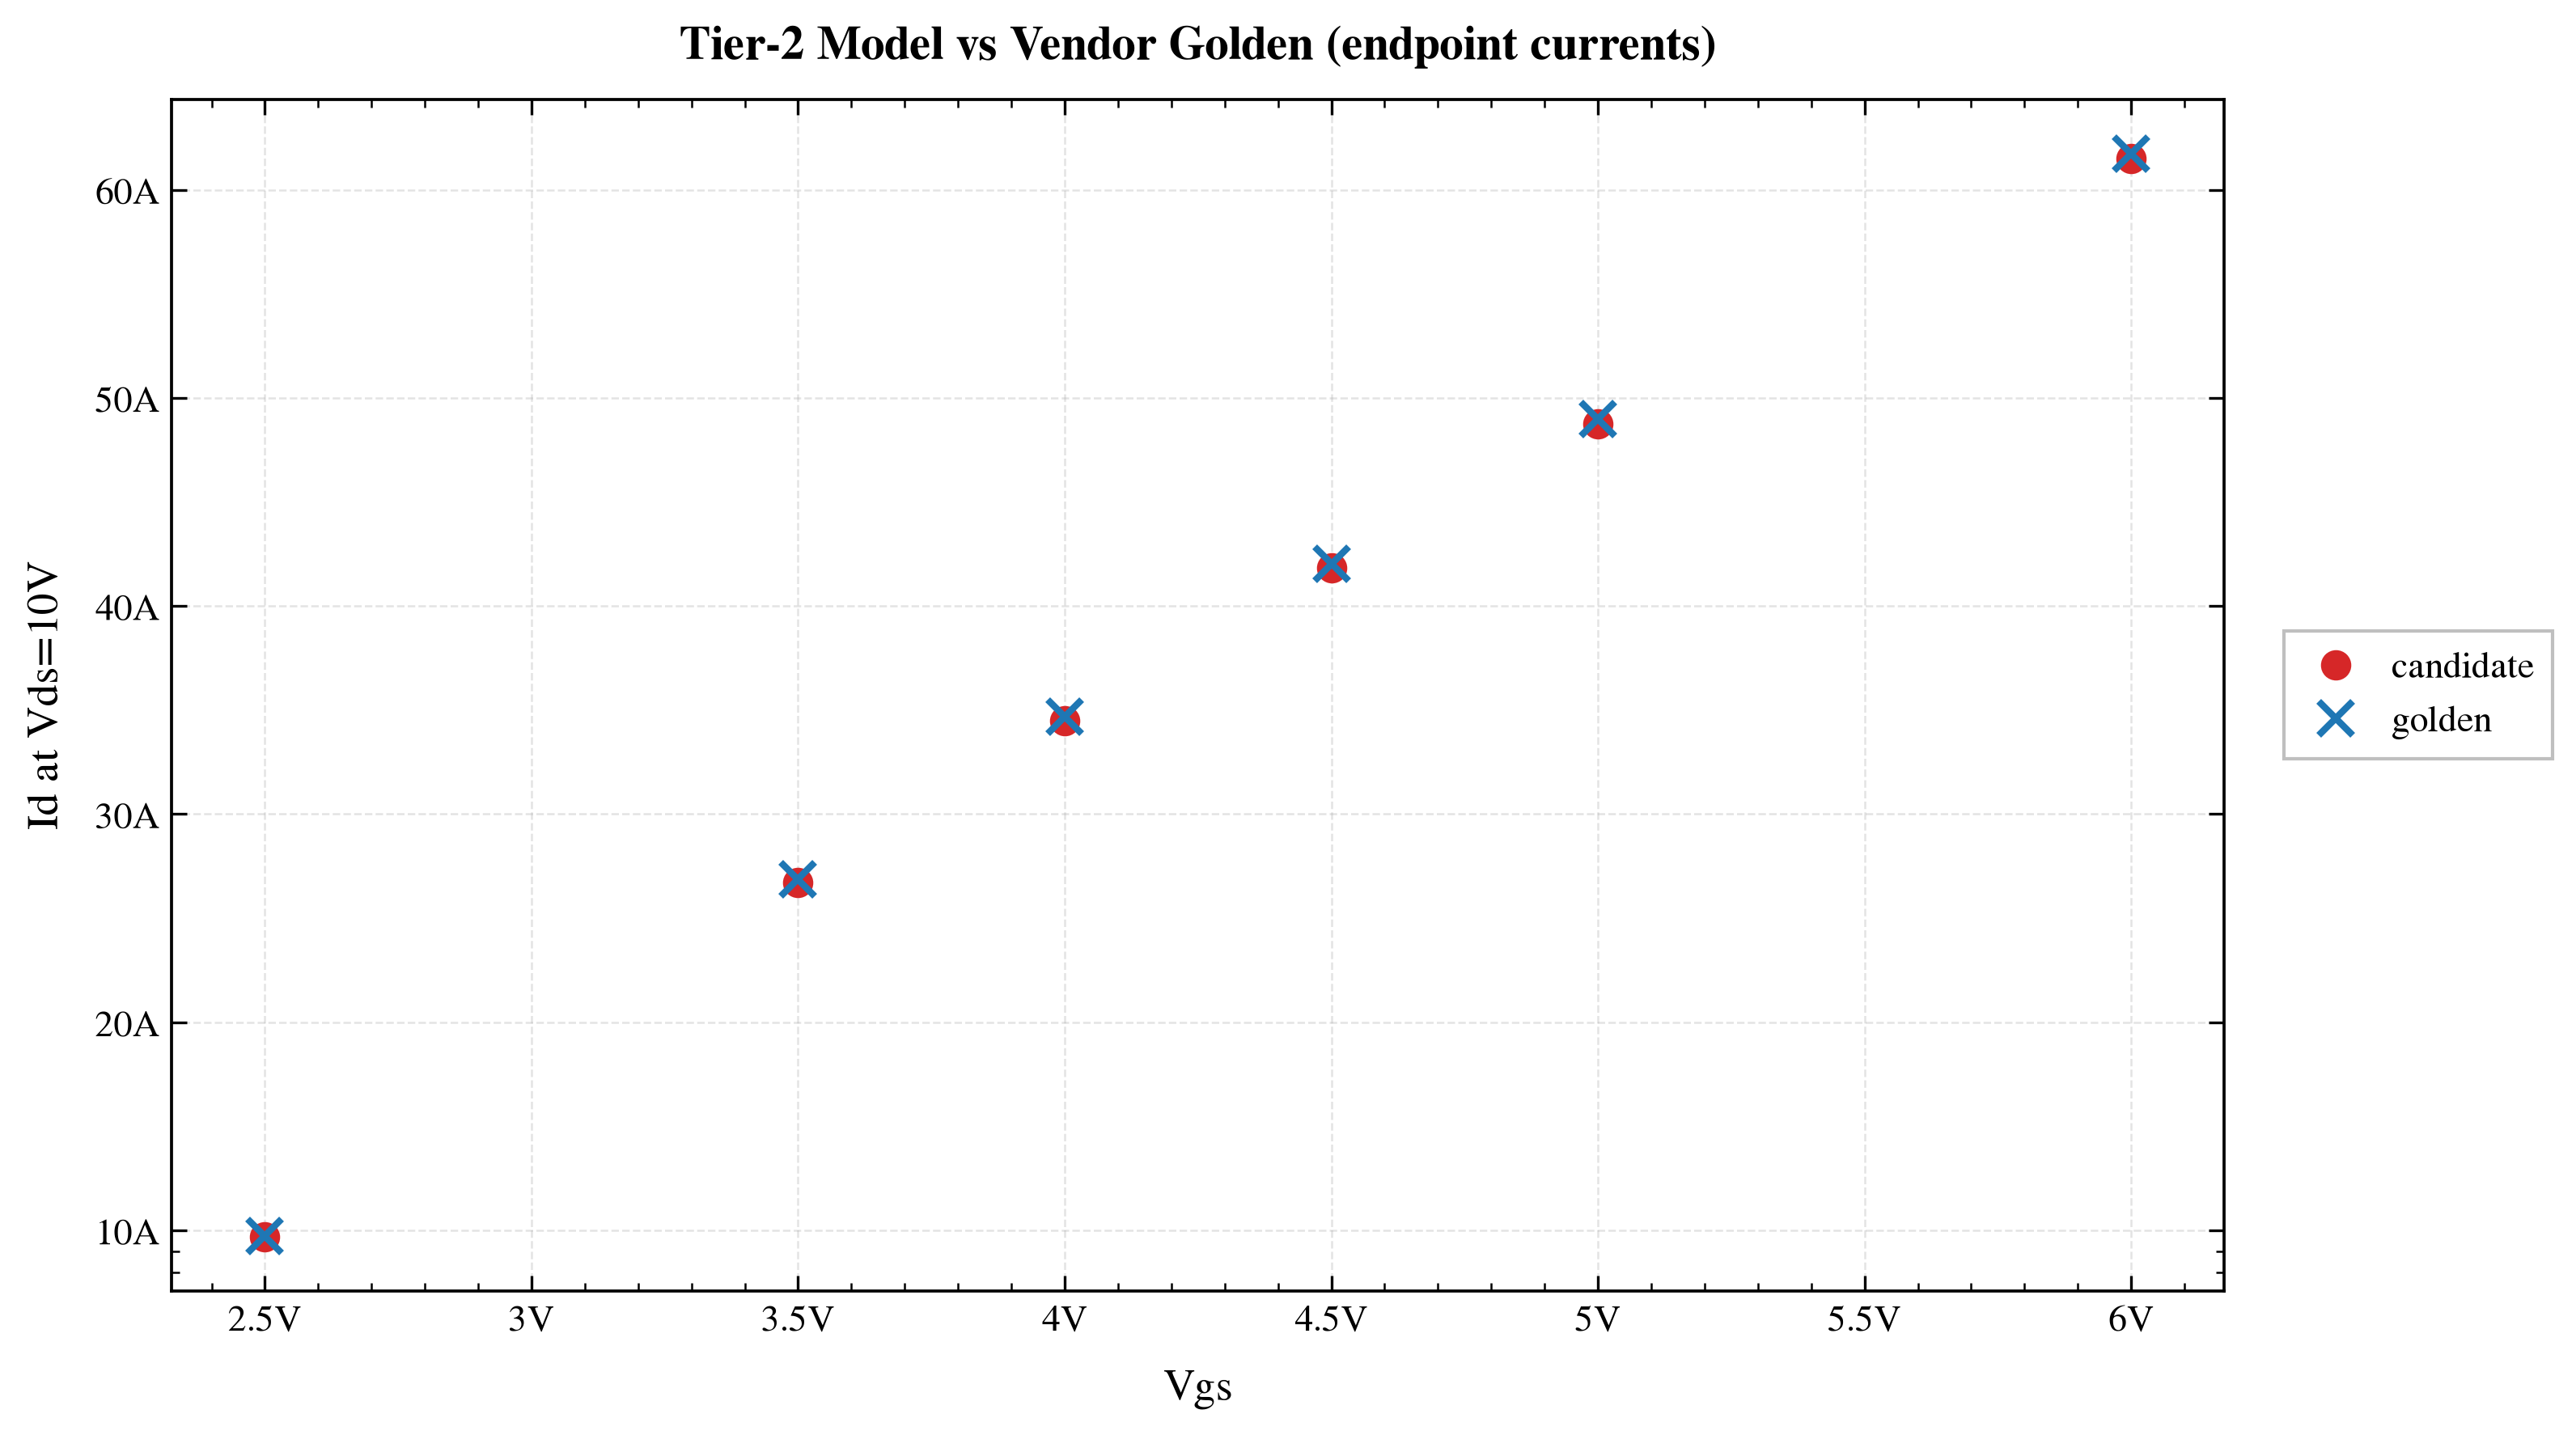 Tier-2 Model vs Vendor Golden (endpoint currents)
60A
50A
40A
30A
20A
10A
Id at Vds=10V
2.5V 3V 3.5V 4V 4.5V 5V 5.5V 6V
Vgs
candidate
golden